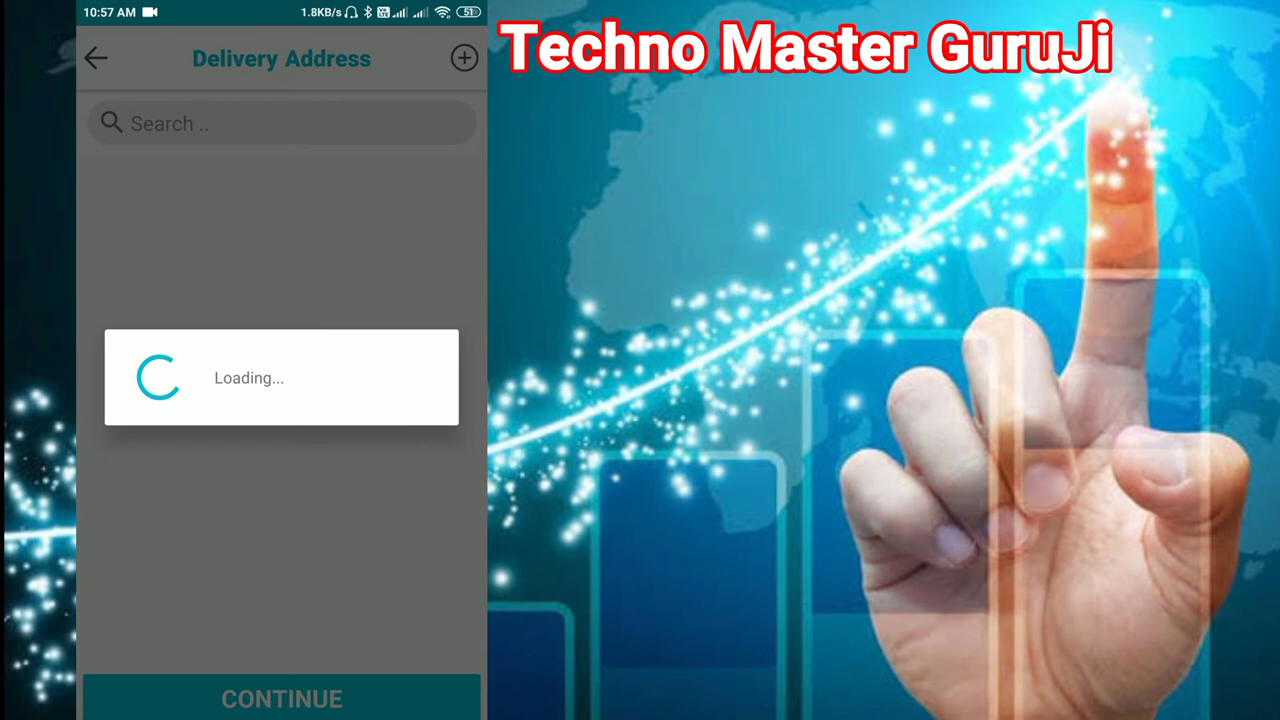 10:57 AM 1.8KB/s 51
Delivery Address
Search ..
Loading...
CONTINUE
Techno Master GuruJi